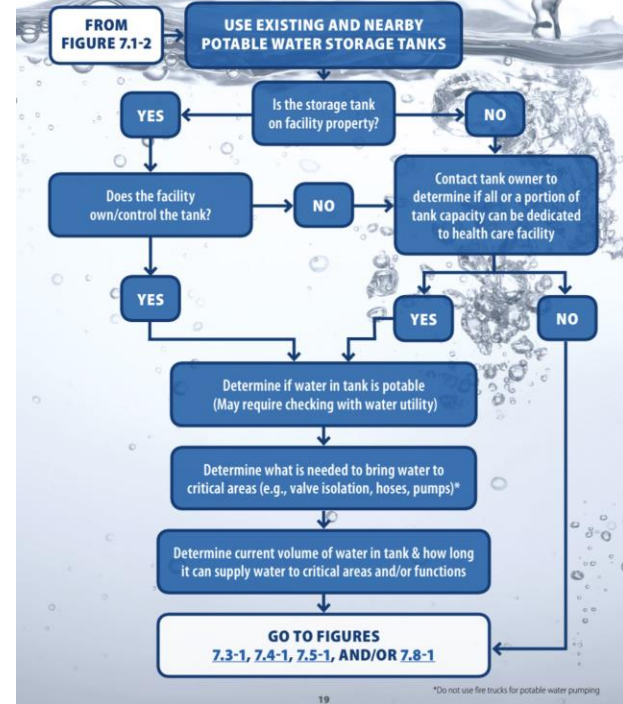 FROM
FIGURE 7.1-2
USE EXISTING AND NEARBY
POTABLE WATER STORAGE TANKS
Is the storage tank
on facility property?
YES
NO
Does the facility
own/control the tank?
NO
Contact tank owner to
determine if all or a portion of
tank capacity can be dedicated
to health care facility
YES
YES
NO
Determine if water in tank is potable
(May require checking with water utility)
Determine what is needed to bring water to
critical areas (e.g., valve isolation, hoses, pumps)*
Determine current volume of water in tank & how long
it can supply water to critical areas and/or functions
GO TO FIGURES
7.3-1, 7.4-1, 7.5-1, AND/OR 7.8-1
*Do not use fire trucks for potable water pumping
19